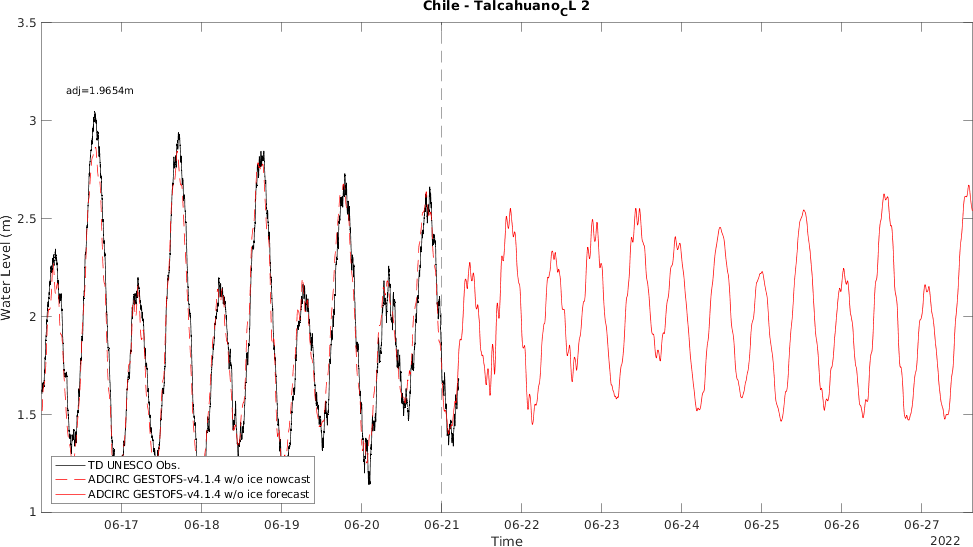 Chile - Talcahuano_CL 2
3.5
adj=1.9654m
3
2.5
Water Level (m)
2
1.5
TD UNESCO Obs.
ADCIRC GESTOFS-v4.1.4 w/o ice nowcast
ADCIRC GESTOFS-v4.1.4 w/o ice forecast
1
06-17 06-18 06-19 06-20 06-21 06-22 06-23 06-24 06-25 06-26 06-27
Time
2022